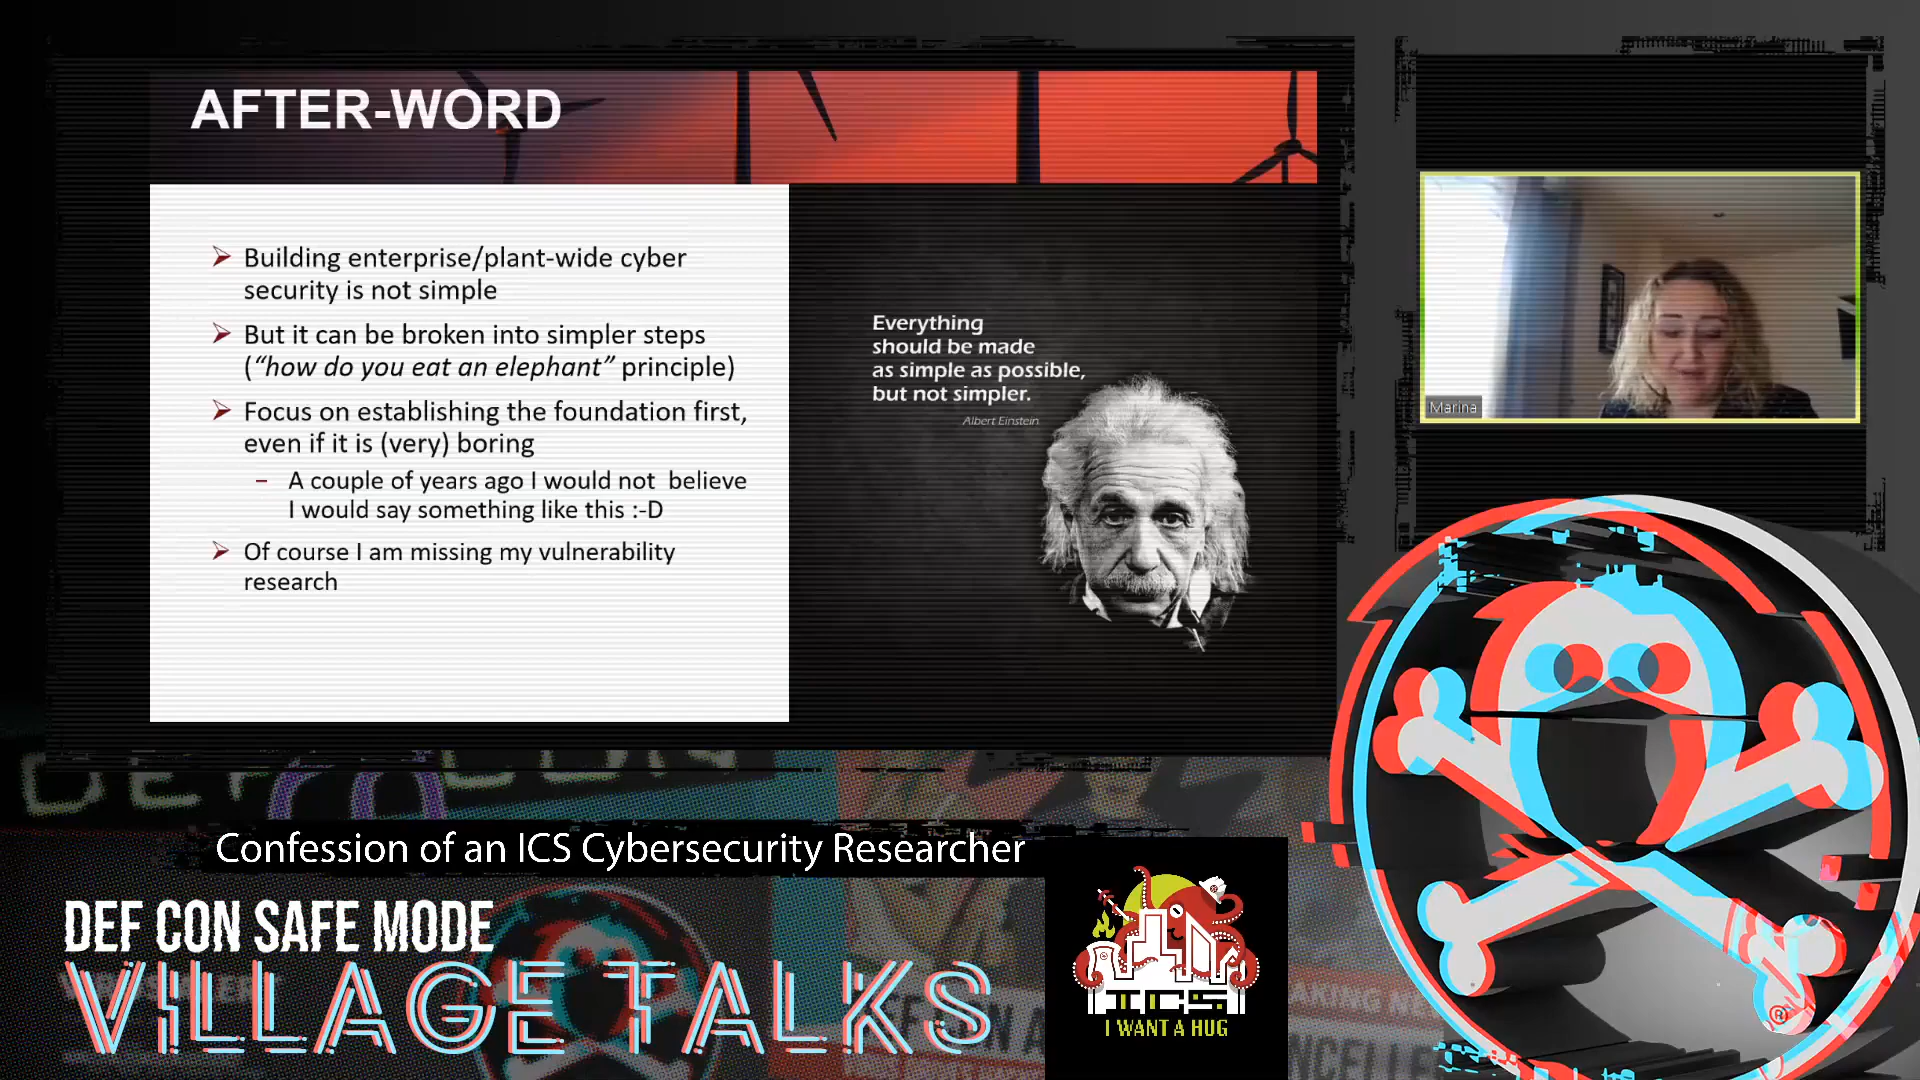 AFTER-WORD
Building enterprise/plant-wide cyber
security is not simple
But it can be broken into simpler steps
(“how do you eat an elephant” principle)
Focus on establishing the foundation first,
even if it is (very) boring
– A couple of years ago I would not believe
I would say something like this :-D
Of course I am missing my vulnerability
research
Everything
should be made
as simple as possible,
but not simpler.
Albert Einstein
Marina
DEF CON
Confession of an ICS Cybersecurity Researcher
DEF CON SAFE MODE
VILLAGE TALKS
ICS
I WANT A HUG
®